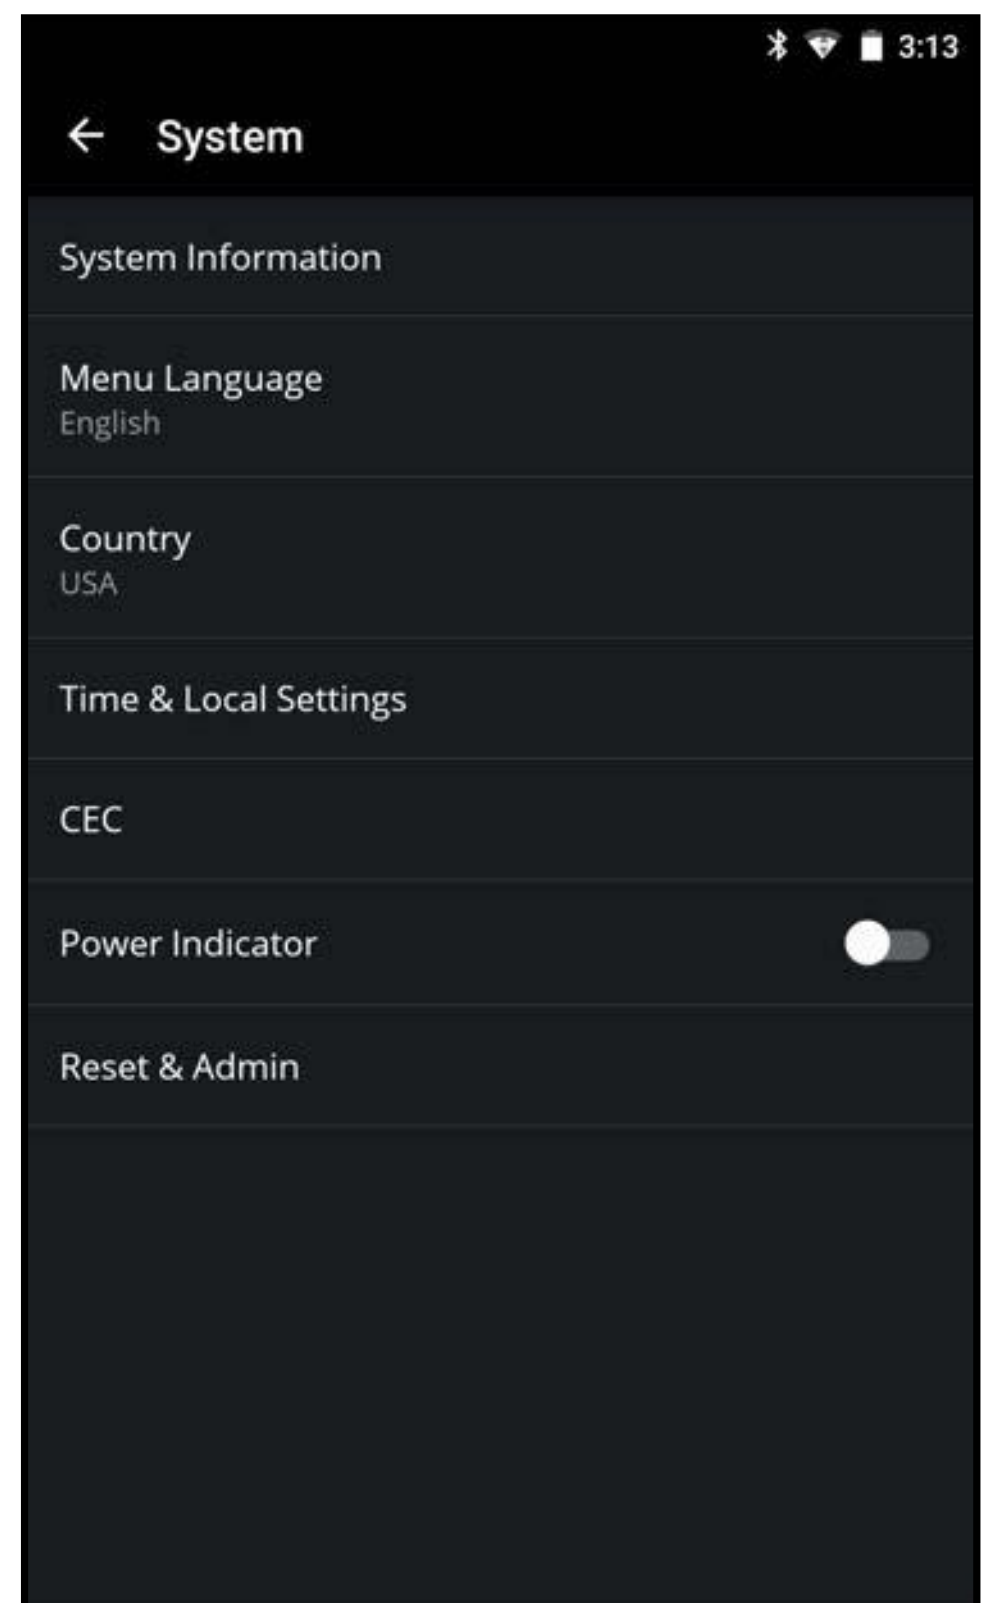 3:13
System
System Information
Menu Language
English
Country
USA
Time & Local Settings
CEC
Power Indicator
Reset & Admin